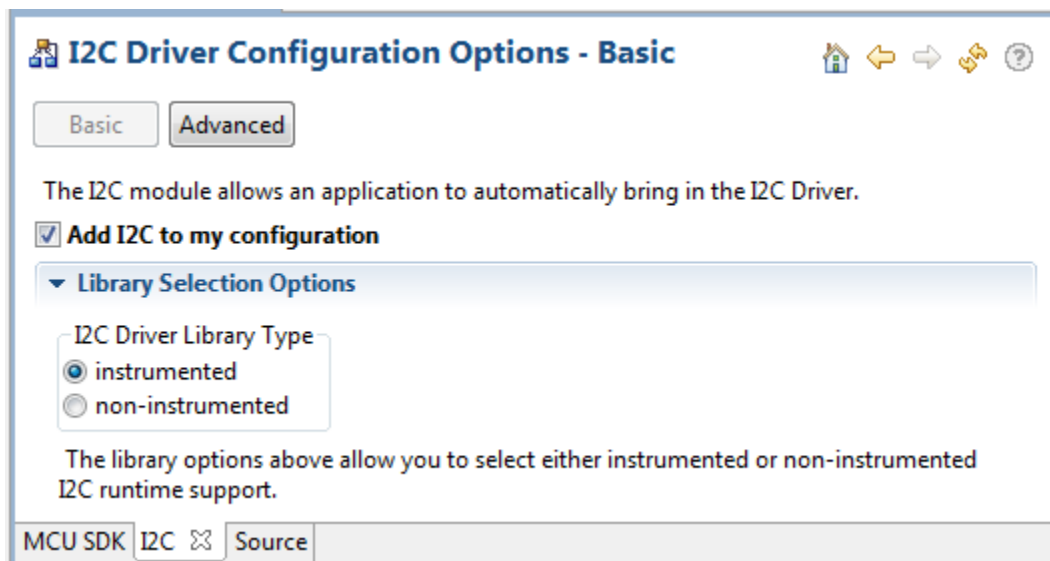 I2C Driver Configuration Options - Basic
Basic Advanced
The I2C module allows an application to automatically bring in the I2C Driver.
Add I2C to my configuration
Library Selection Options
I2C Driver Library Type
instrumented
non-instrumented
The library options above allow you to select either instrumented or non-instrumented
I2C runtime support.
MCU SDK I2C Source